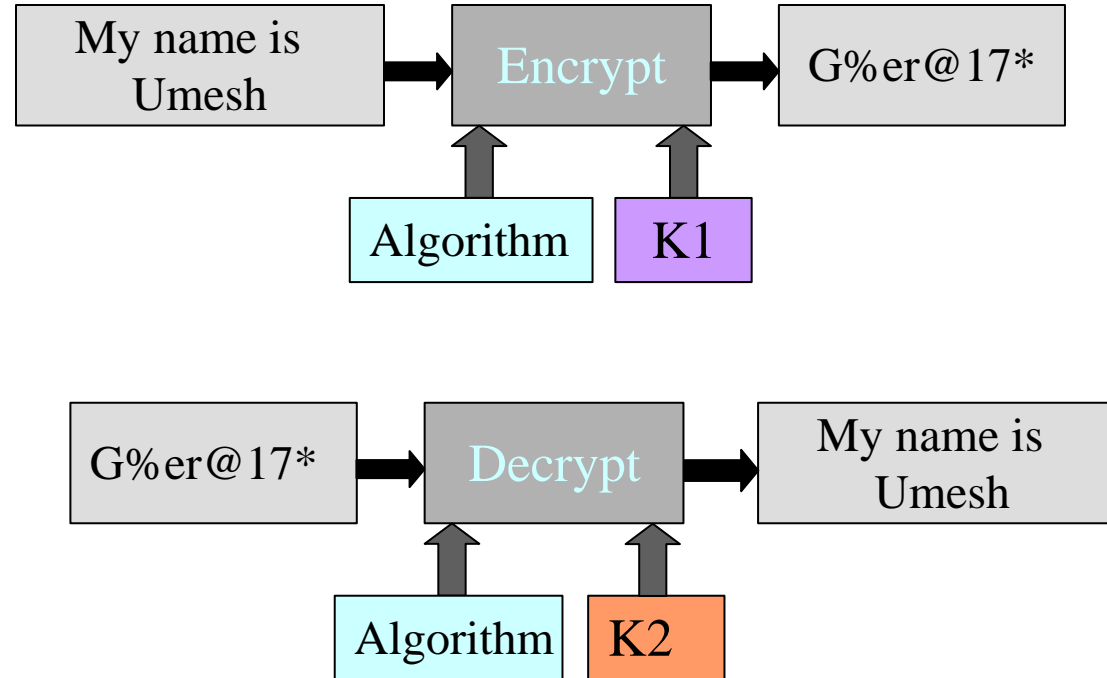 My name is
Umesh
Encrypt
G%er@17*
Algorithm
K1
G%er@17*
Decrypt
My name is
Umesh
Algorithm
K2